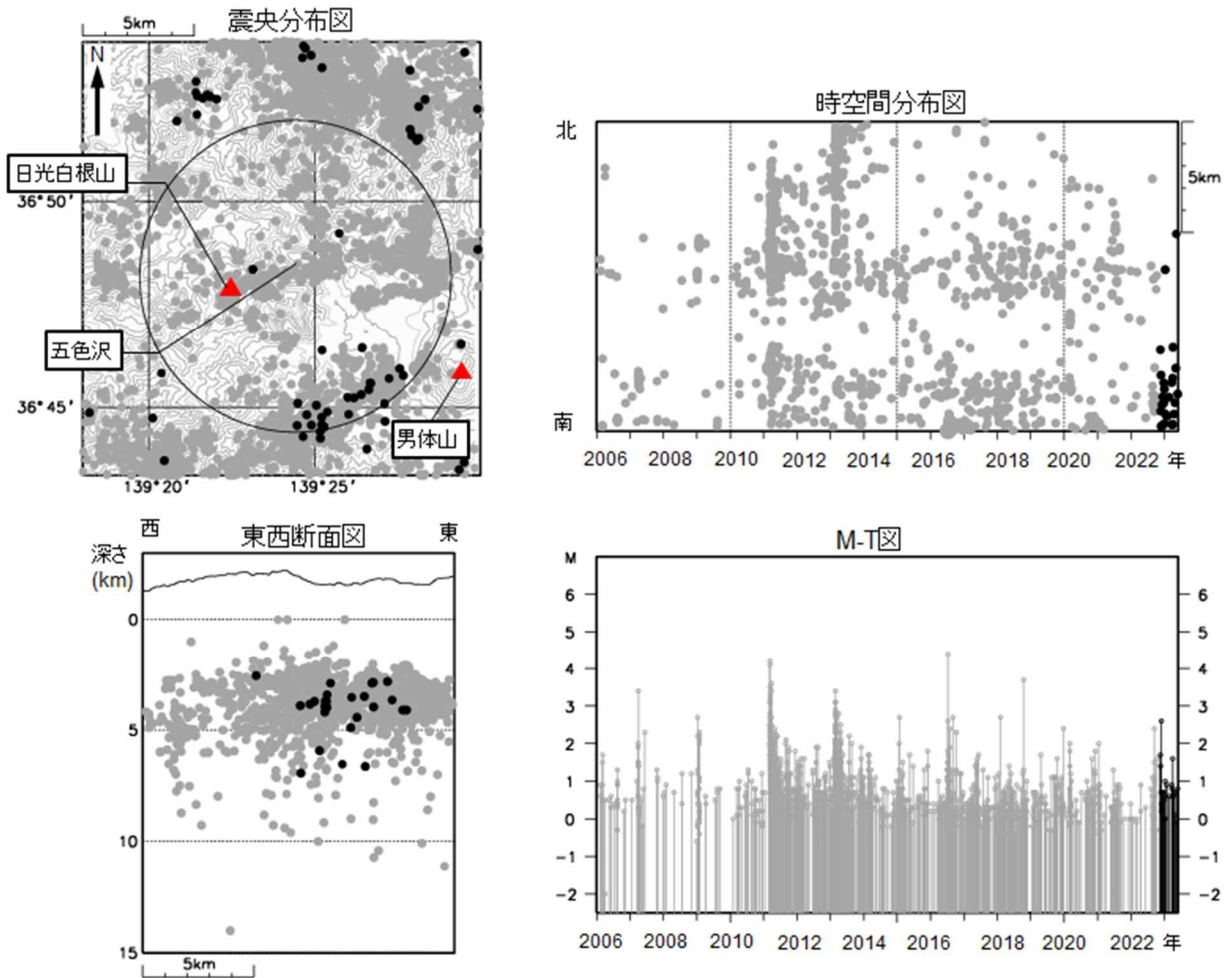 5km
震央分布図
N
日光白根山
36°50′
五色沢
36°45′
男体山
139°20′ 139°25′
時空間分布図
北
5km
南
2006 2008 2010 2012 2014 2016 2018 2020 2022 年
西 東西断面図 東
深さ
(km)
0
5
10
15
5km
M-T図
M
6 6
5 5
4 4
3 3
2 2
1 1
0 0
-1 -1
-2 -2
2006 2008 2010 2012 2014 2016 2018 2020 2022 年